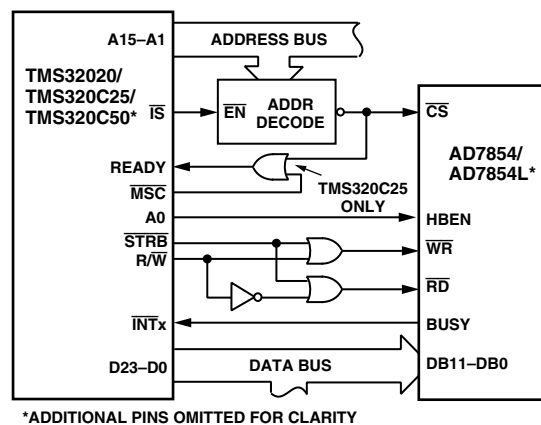 A15–A1
ADDRESS BUS
TMS32020/
TMS320C25/
TMS320C50*
IS
EN
ADDR
DECODE
CS
AD7854/
AD7854L*
READY
MSC
TMS320C25
ONLY
A0
HBEN
STRB
R/W
WR
RD
INTx
BUSY
D23–D0
DATA BUS
DB11–DB0
*ADDITIONAL PINS OMITTED FOR CLARITY